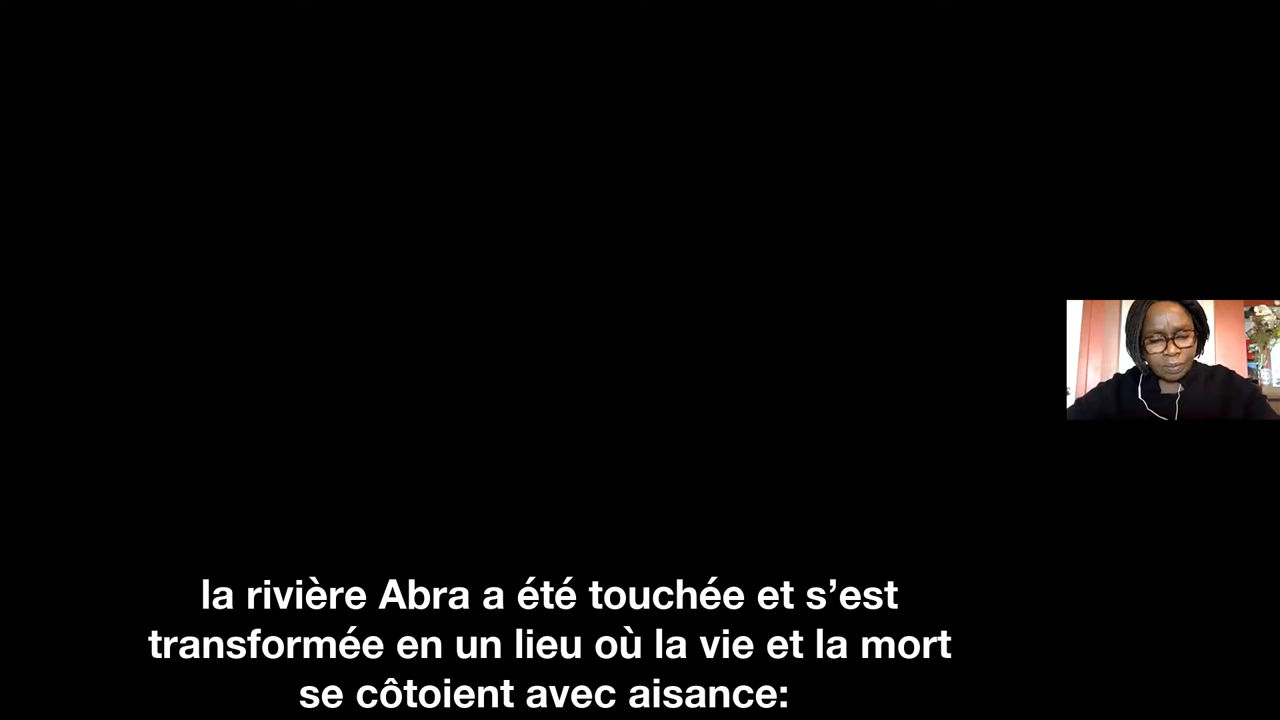 la rivière Abra a été touchée et s’est
transformée en un lieu où la vie et la mort
se côtoient avec aisance: